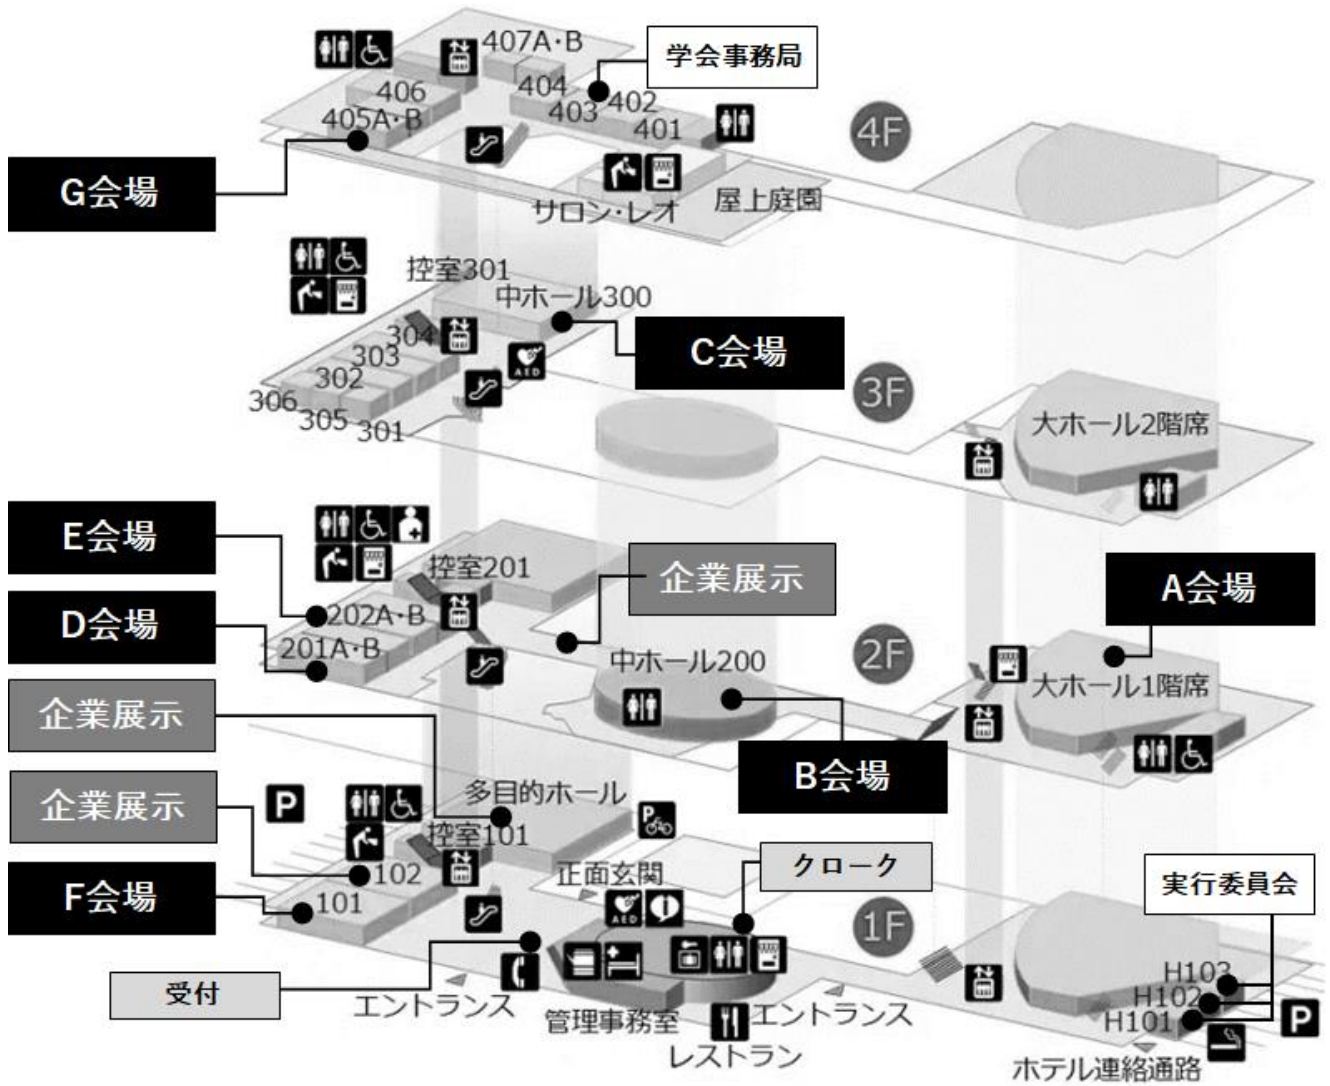 407A・B
学会事務局
404
402
406
403
401
405A・B
4F
G会場
サロン・レオ
屋上庭園
控室301
中ホール300
304
C会場
303
AED
302
3F
306
305
301
大ホール2階席
E会場
控室201
企業展示
A会場
202A・B
D会場
201A・B
中ホール200
2F
大ホール1階席
企業展示
B会場
企業展示
P
多目的ホール
P
控室101
クローク
102
正面玄関
実行委員会
F会場
101
AED
1F
受付
エントランス
管理事務室
エントランス
レストラン
H103
H102
H101
P
ホテル連絡通路